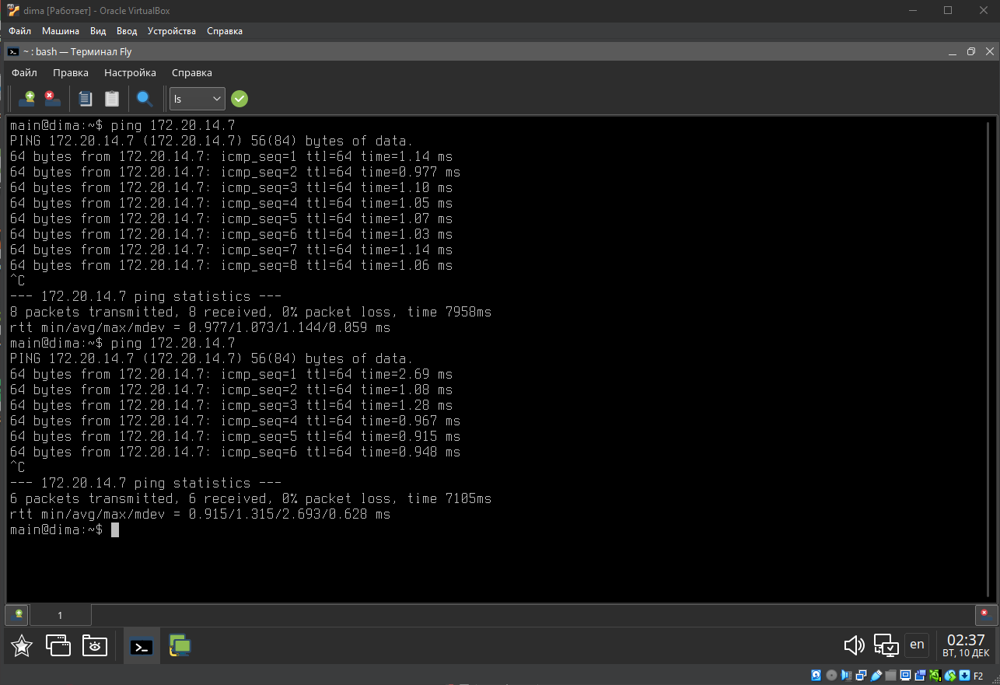 dima [Работает] - Oracle VirtualBox
Файл Машина Вид Ввод Устройства Справка
~ : bash — Терминал Fly
Файл Правка Настройка Справка
ls
main@dima:~$ ping 172.20.14.7
PING 172.20.14.7 (172.20.14.7) 56(84) bytes of data.
64 bytes from 172.20.14.7: icmp_seq=1 ttl=64 time=1.14 ms
64 bytes from 172.20.14.7: icmp_seq=2 ttl=64 time=0.977 ms
64 bytes from 172.20.14.7: icmp_seq=3 ttl=64 time=1.10 ms
64 bytes from 172.20.14.7: icmp_seq=4 ttl=64 time=1.05 ms
64 bytes from 172.20.14.7: icmp_seq=5 ttl=64 time=1.07 ms
64 bytes from 172.20.14.7: icmp_seq=6 ttl=64 time=1.03 ms
64 bytes from 172.20.14.7: icmp_seq=7 ttl=64 time=1.14 ms
64 bytes from 172.20.14.7: icmp_seq=8 ttl=64 time=1.06 ms
^C
--- 172.20.14.7 ping statistics ---
8 packets transmitted, 8 received, 0% packet loss, time 7958ms
rtt min/avg/max/mdev = 0.977/1.073/1.144/0.059 ms
main@dima:~$ ping 172.20.14.7
PING 172.20.14.7 (172.20.14.7) 56(84) bytes of data.
64 bytes from 172.20.14.7: icmp_seq=1 ttl=64 time=2.69 ms
64 bytes from 172.20.14.7: icmp_seq=2 ttl=64 time=1.08 ms
64 bytes from 172.20.14.7: icmp_seq=3 ttl=64 time=1.28 ms
64 bytes from 172.20.14.7: icmp_seq=4 ttl=64 time=0.967 ms
64 bytes from 172.20.14.7: icmp_seq=5 ttl=64 time=0.915 ms
64 bytes from 172.20.14.7: icmp_seq=6 ttl=64 time=0.948 ms
^C
--- 172.20.14.7 ping statistics ---
6 packets transmitted, 6 received, 0% packet loss, time 7105ms
rtt min/avg/max/mdev = 0.915/1.315/2.693/0.628 ms
main@dima:~$
1
en
02:37
ВТ, 10 ДЕК
F2